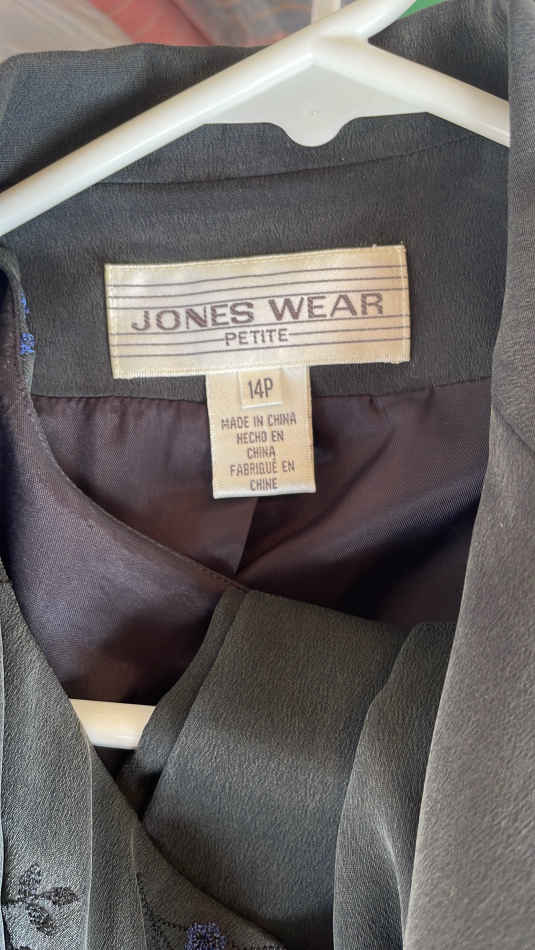 JONES WEAR
PETITE
14P
MADE IN CHINA
HECHO EN
CHINA
FABRIQUÉ EN
CHINE